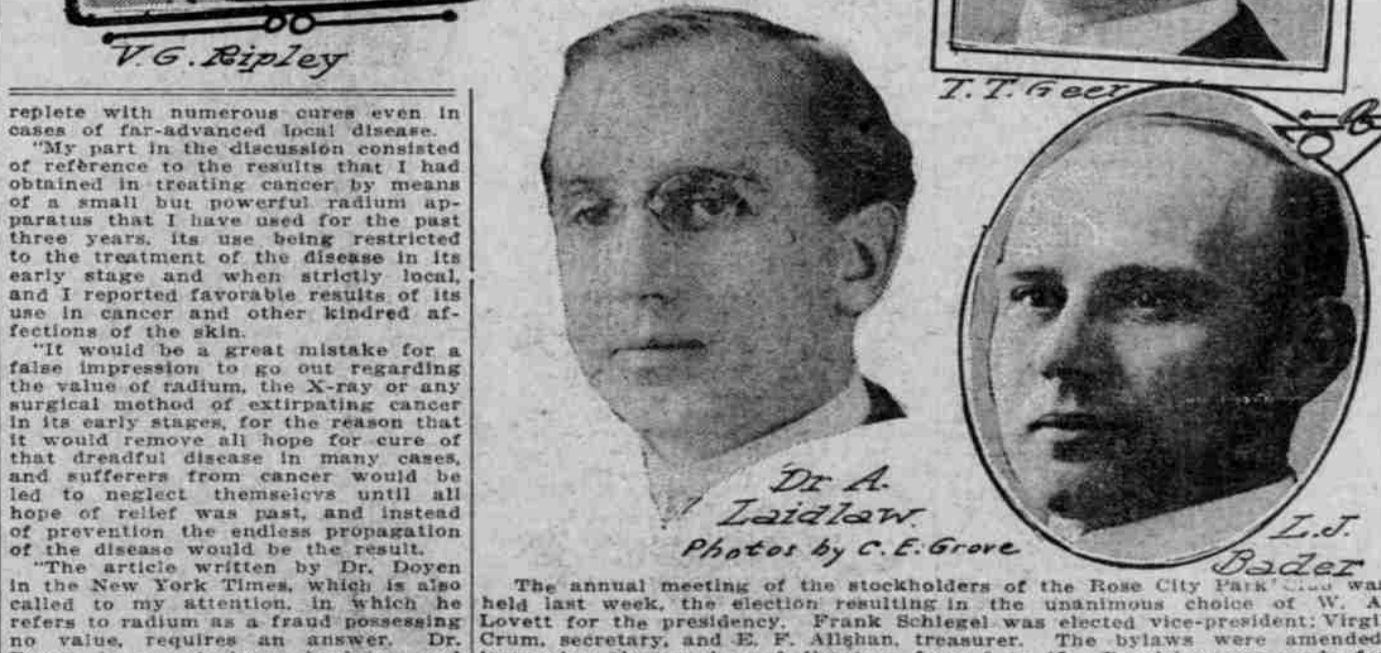 V.G. Ripley
T.T. Geer
replete with numerous cures even in
cases of far-advanced local disease.
"My part in the discussion consisted
of reference to the results that I had
obtained in treating cancer by means
of a small but powerful radium ap-
paratus that I have used for the past
three years, its use being restricted
to the treatment of the disease in its
early stage and when strictly local,
and I reported favorable results of its
use in cancer and other kindred af-
fections of the skin.
"It would be a great mistake for a
false impression to go out regarding
the value of radium, the X-ray or any
surgical method of extirpating cancer
in its early stages, for the reason that
it would remove all hope for cure of
that dreadful disease in many cases,
and sufferers from cancer would be
led to neglect themselcvs until all
hope of relief was past, and instead
of prevention the endless propagation
of the disease would be the result.
"The article written by Dr. Doyen
in the New York Times, which is also
called to my attention, in which he
refers to radium as a fraud possessing
no value, requires an answer. Dr.
Dr A.
Laidlaw
Photos by C.E. Grove
L.J.
Bader
The annual meeting of the stockholders of the Rose City Park was
held last week, the election resulting in the unanimous choice of W. A
Lovett for the presidency. Frank Schlegel was elected vice-president; Virgil
Crum, secretary, and E. F. Allshan, treasurer. The bylaws were amended